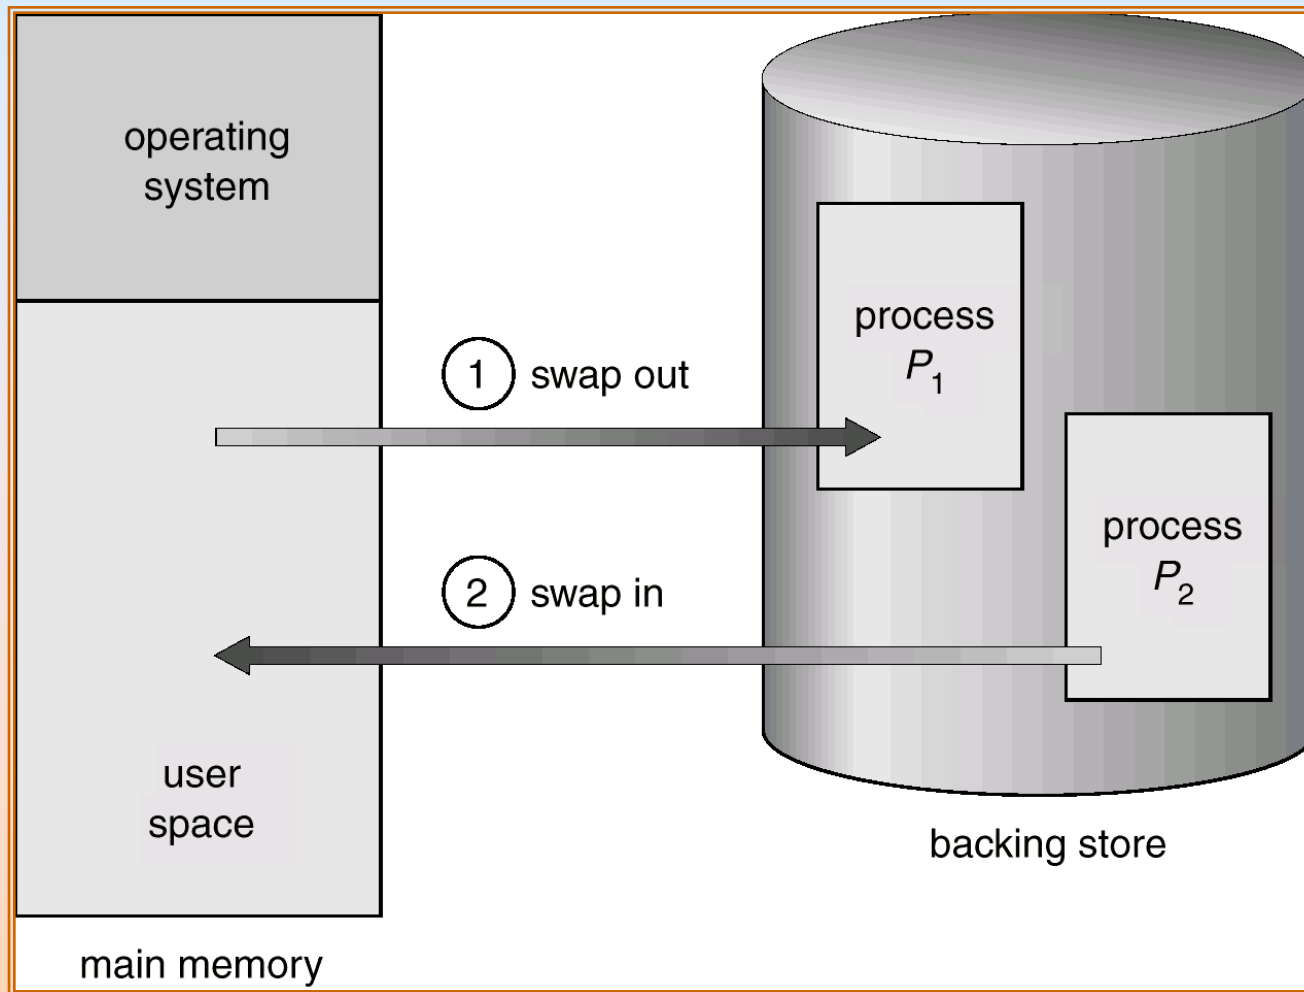 operating
system
process
P1
1 swap out
process
P2
2 swap in
user
space
backing store
main memory